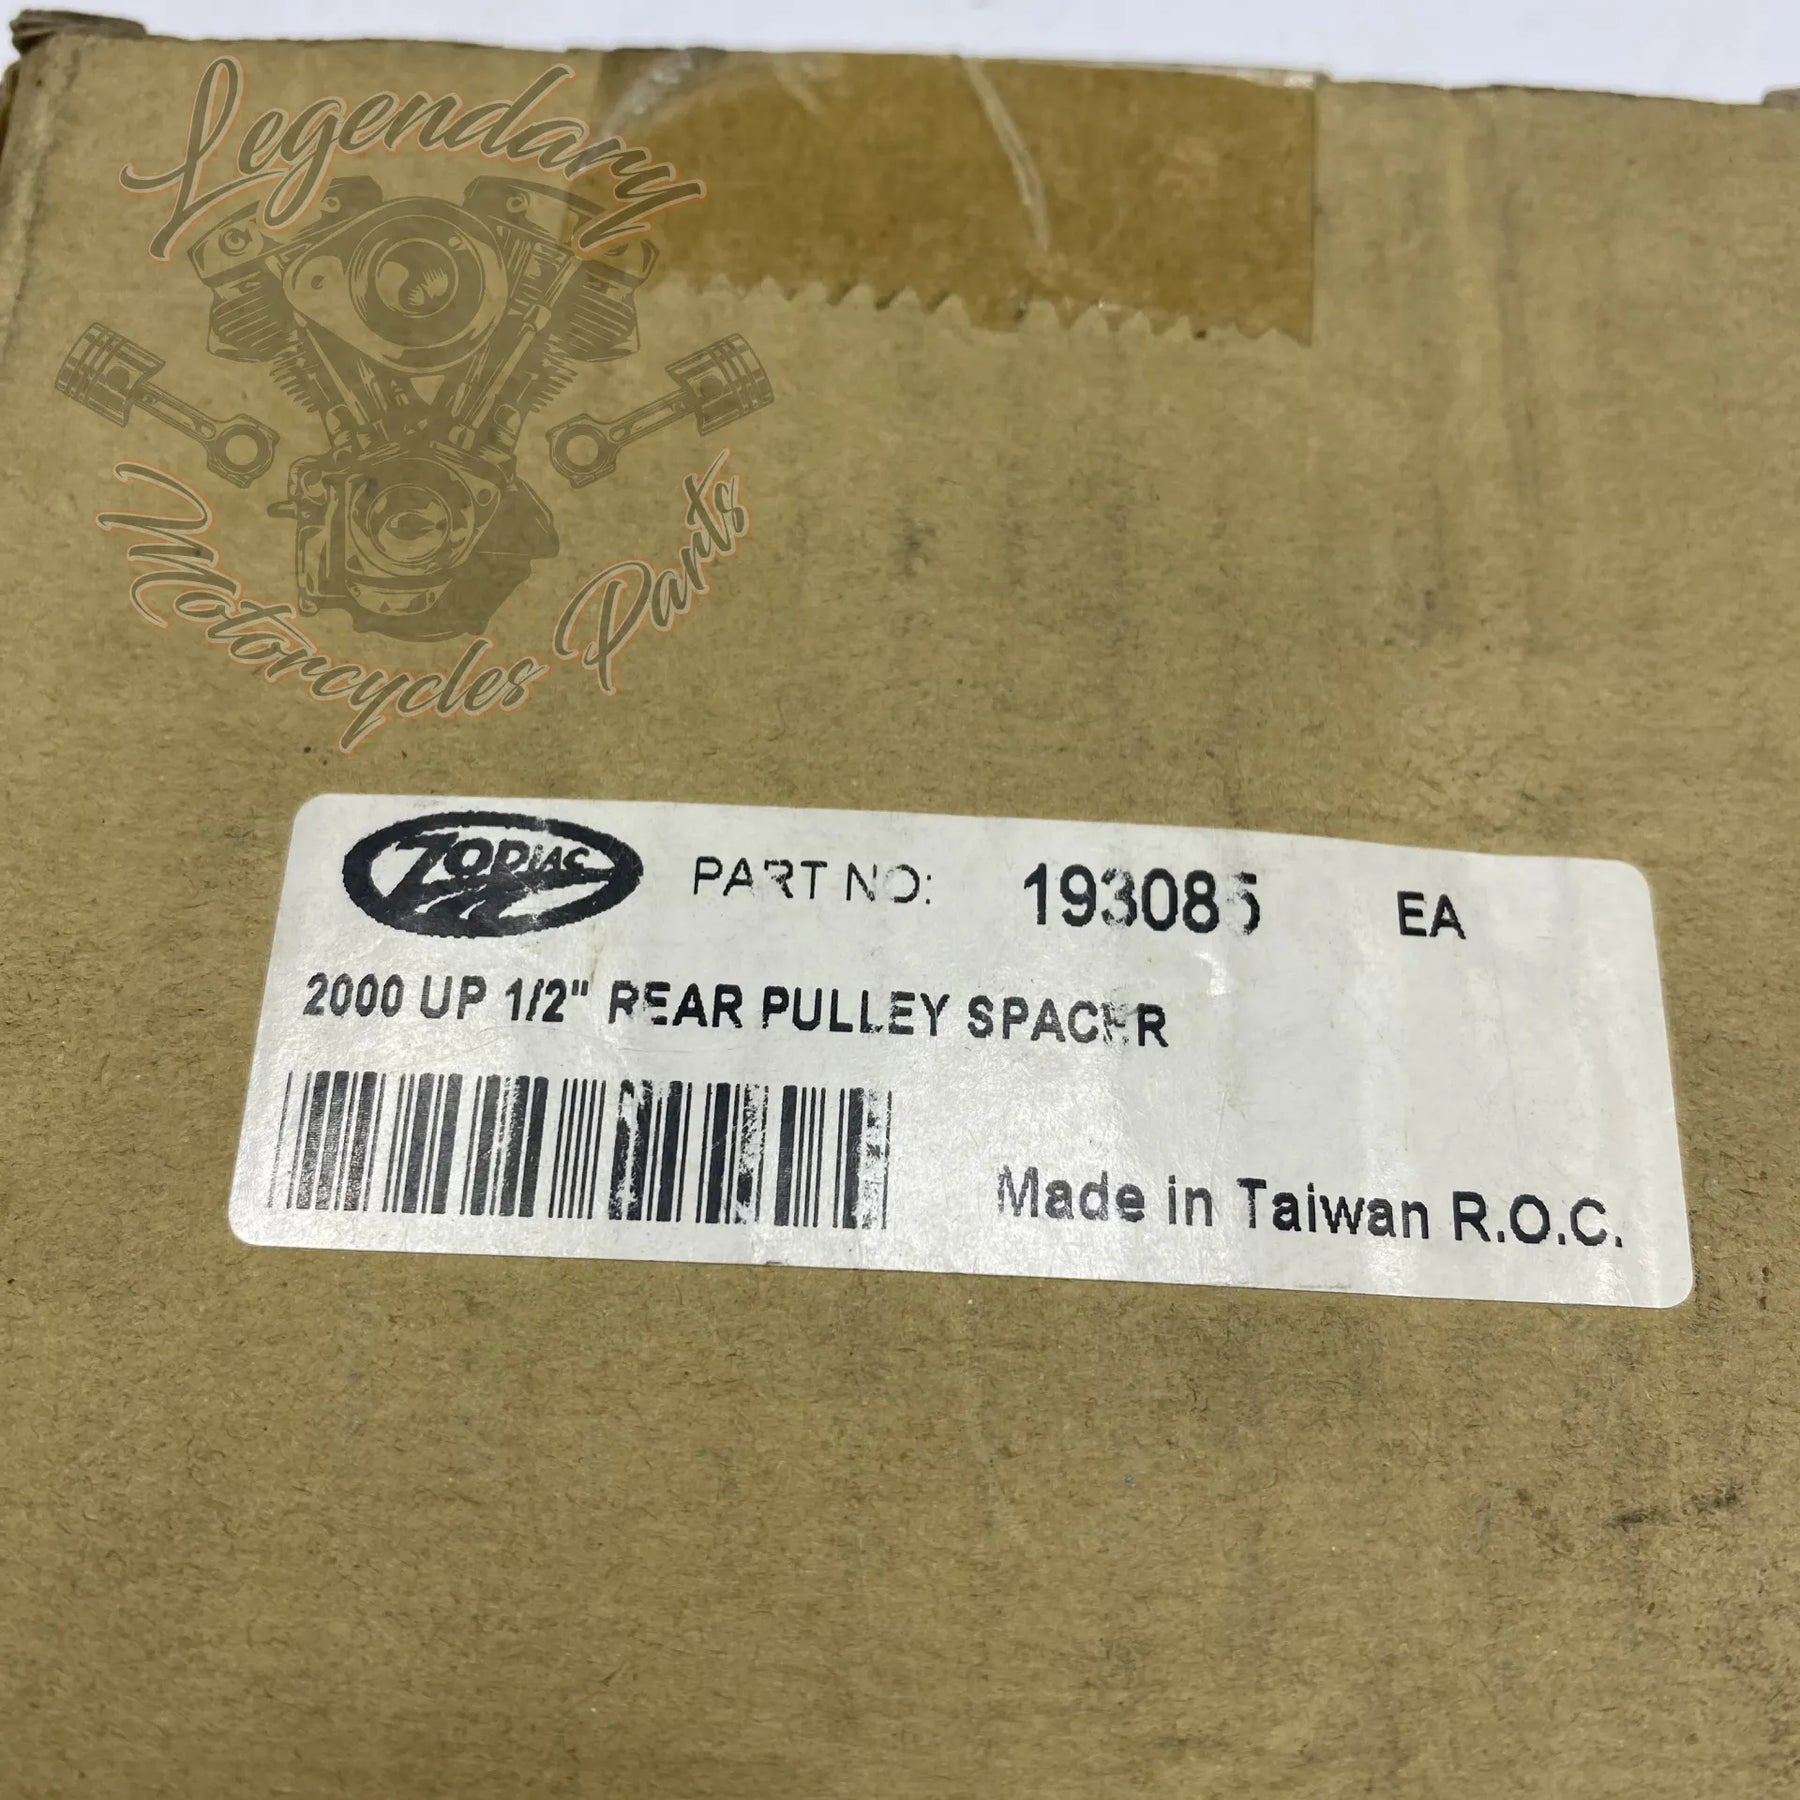 Legendary
Motorcycles Parts
ZODIAC PART NO: 193085 EA
2000 UP 1/2" REAR PULLEY SPACER
Made in Taiwan R.O.C.